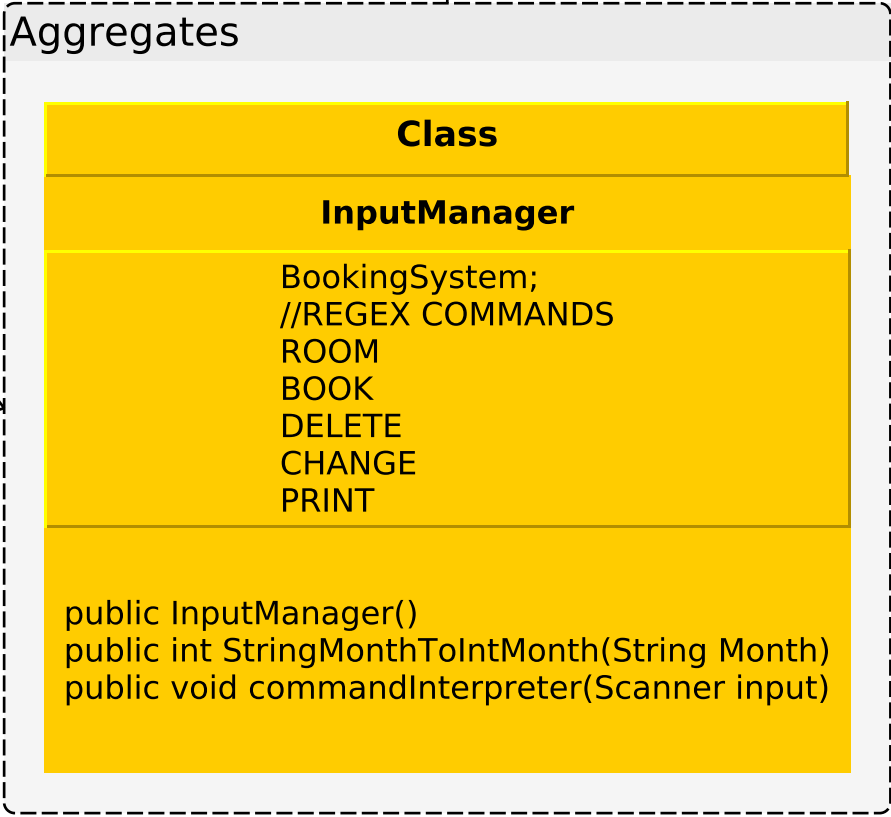 Aggregates
Class
InputManager
BookingSystem;
//REGEX COMMANDS
ROOM
BOOK
DELETE
CHANGE
PRINT
public InputManager()
public int StringMonthToIntMonth(String Month)
public void commandInterpreter(Scanner input)